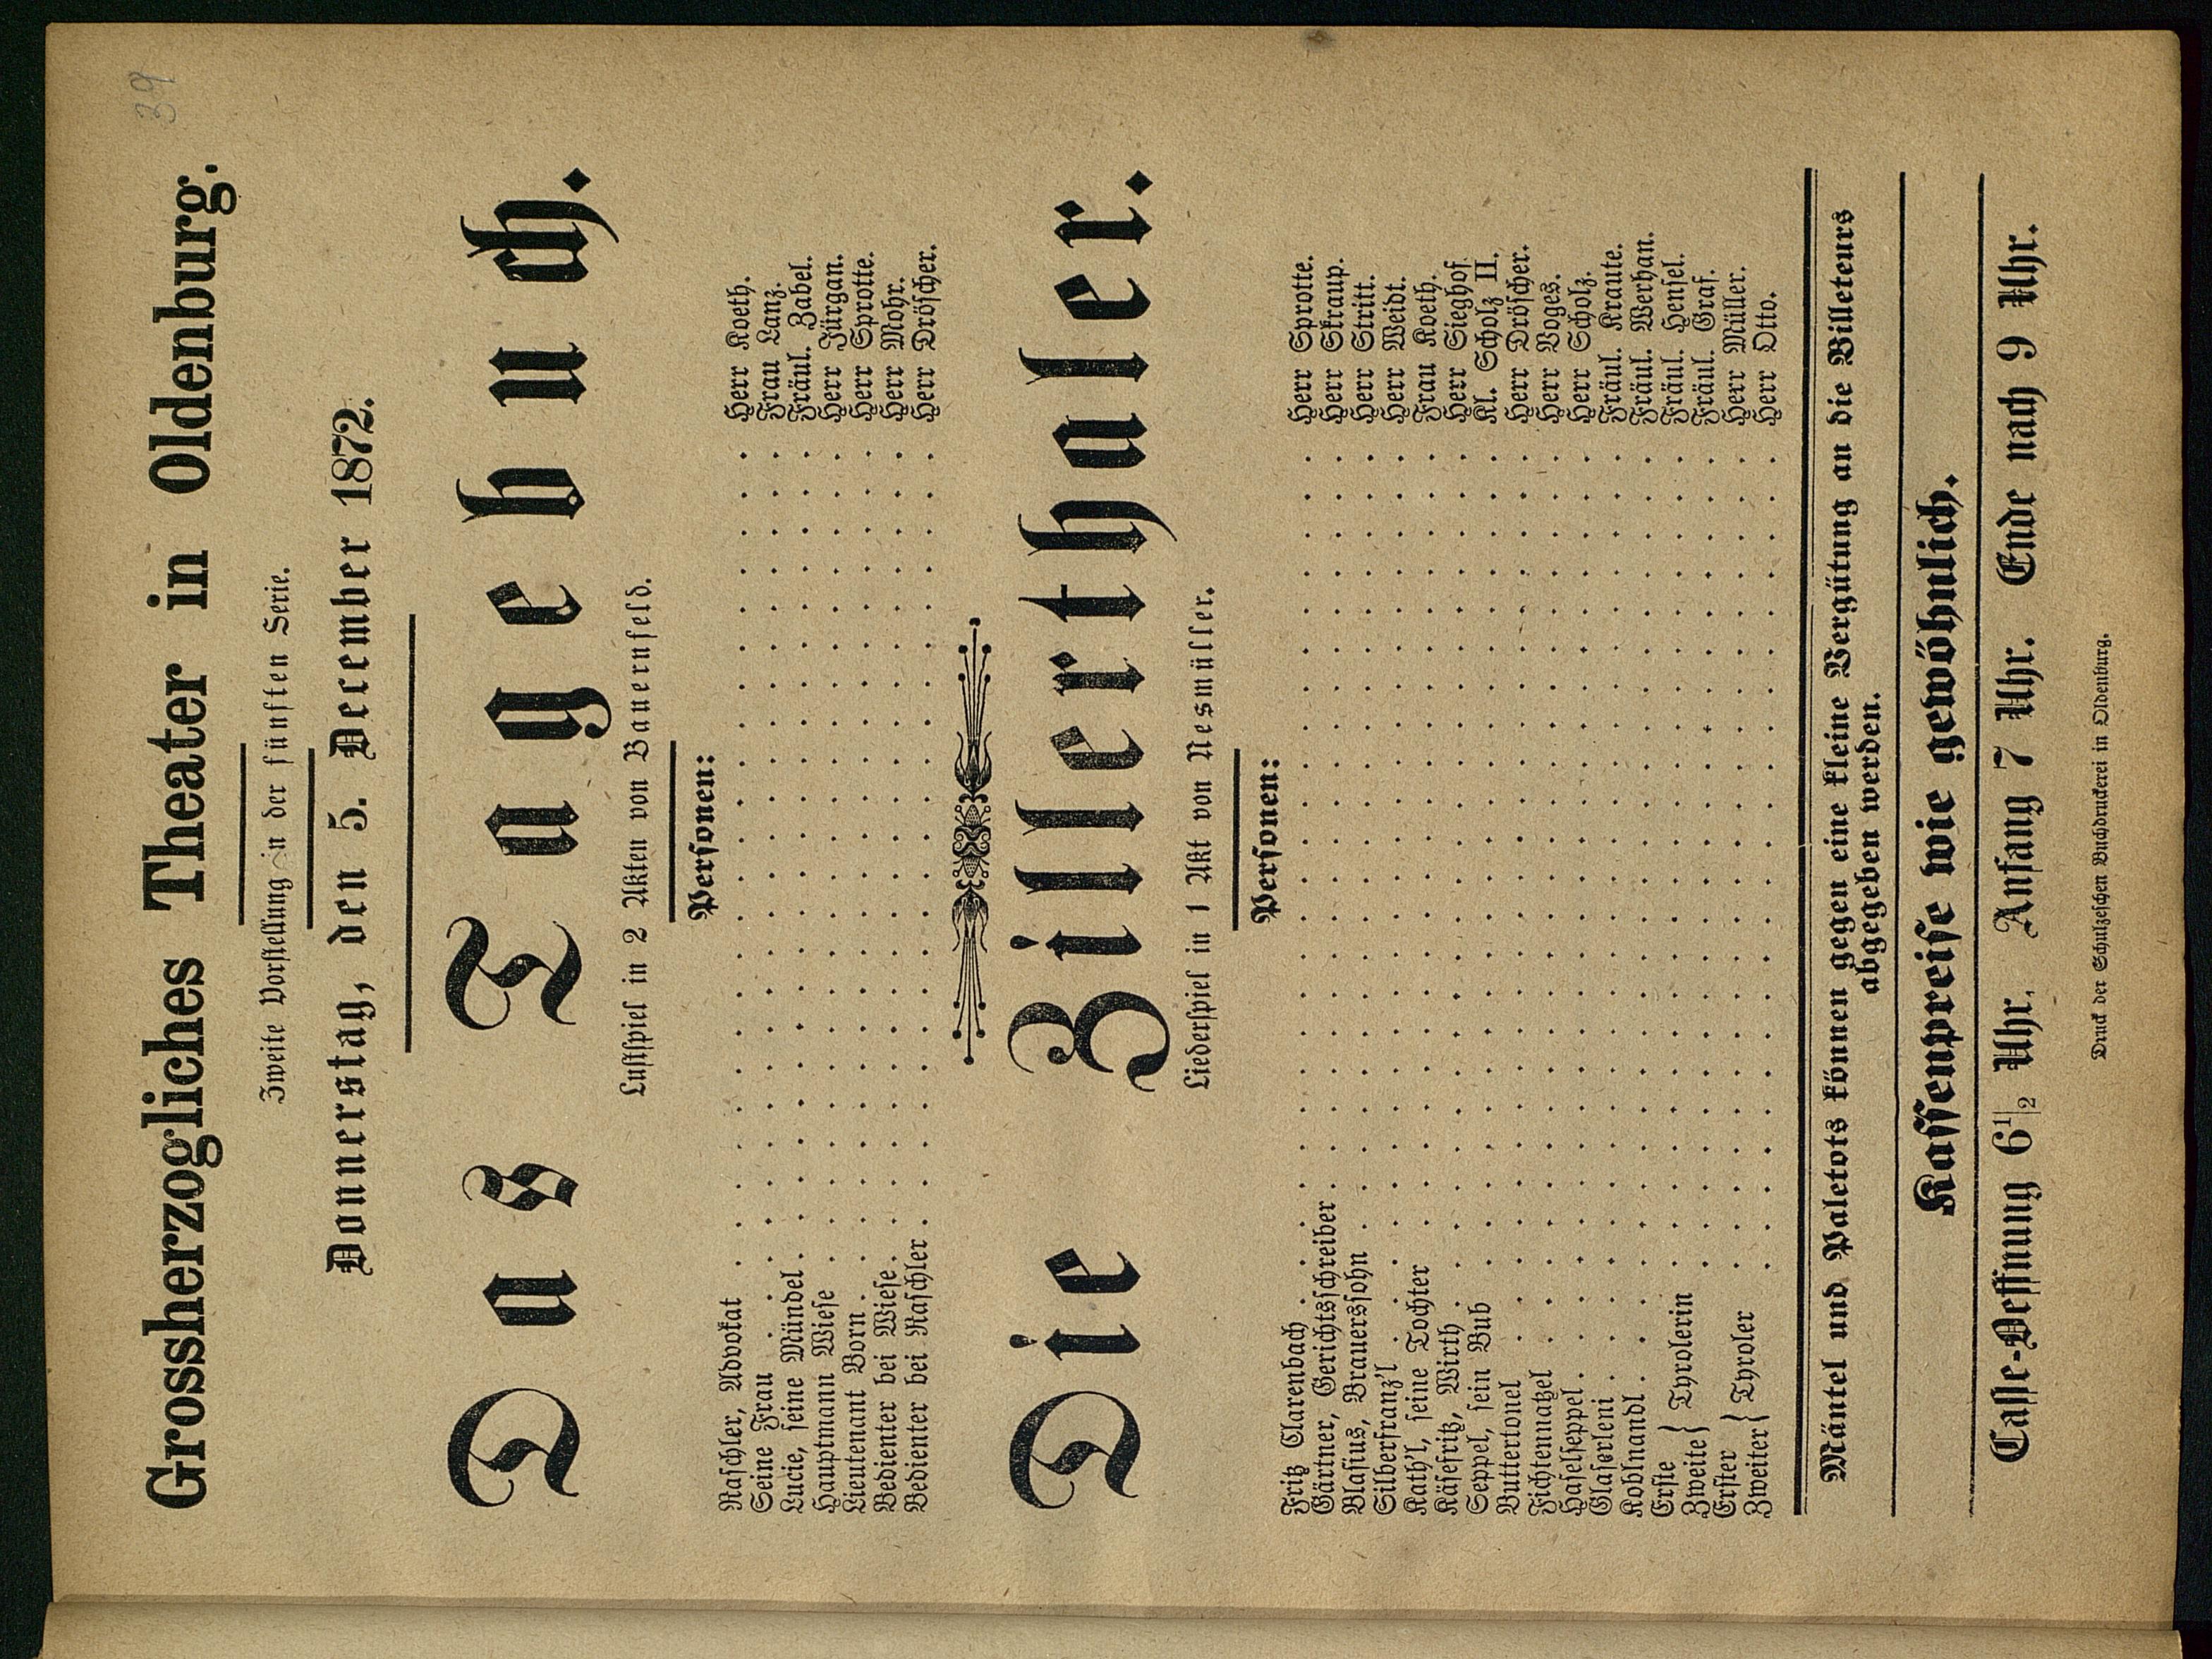 39
Grossherzogliches Theater in Oldenburg.
Zweite Vorstellung in der fünften Serie.
Donnerstag, den 5. December 1872.
Das Tagebuch.
Lustspiel in 2 Akten von Bauernfeld.
Personen:
Raschler, Advokat . . . Herr Koeth.
Seine Frau . . . Frau Lanz.
Lucie, seine Mündel . . . Fräul. Zabel.
Hauptmann Wiese . . . Herr Jürgan.
Lieutenant Born . . . Herr Sprotte.
Bedienter bei Wiese . . . Herr Mohr.
Bedienter bei Raschler . . . Herr Dröscher.
Die Zillerthaler.
Liederspiel in 1 Akt von Nesmüller.
Personen:
Fritz Clarenbach . . . Herr Sprotte.
Gärtner, Gerichtsschreiber . . . Herr Skraup.
Blasius, Brauerssohn . . . Herr Stritt.
Silberfranz'l . . . Herr Weidt.
Kath'l, seine Tochter . . . Frau Koeth.
Käsefritz, Wirth . . . Herr Sieghof.
Seppel, sein Bub . . . Kl. Scholz II.
Buttertonel . . . Herr Dröscher.
Fichtennatzel . . . Herr Voges.
Haselseppel . . . Herr Scholz.
Glaserleni . . . Fräul. Kraute.
Koblnandl . . . Fräul. Werhan.
Erste } Tyrolerin . . . Fräul. Hensel.
Zweite } . . . Fräul. Graf.
Erster } Tyroler . . . Herr Müller.
Zweiter } . . . Herr Otto.
Mäntel und Paletots können gegen eine kleine Vergütung an die Billeteurs
abgegeben werden.
Kassenpreise wie gewöhnlich.
Casse-Oeffnung 6 1/2 Uhr. Anfang 7 Uhr. Ende nach 9 Uhr.
Druck der Schulzeschen Buchdruckerei in Oldenburg.